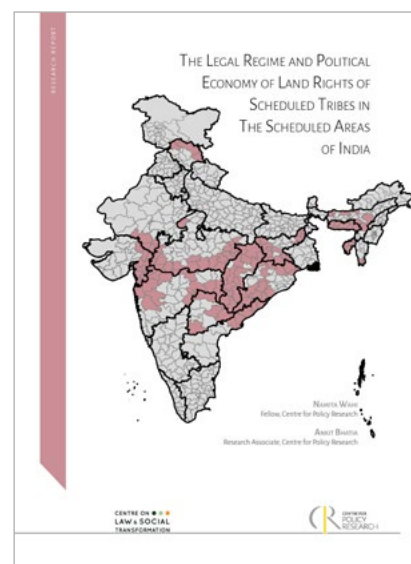 RESEARCH REPORT
THE LEGAL REGIME AND POLITICAL
ECONOMY OF LAND RIGHTS OF
SCHEDULED TRIBES IN
THE SCHEDULED AREAS
OF INDIA
NAMITA WAHI
Fellow, Centre for Policy Research
ANKIT BHATIA
Research Associate, Centre for Policy Research
CENTRE ON
LAW & SOCIAL
TRANSFORMATION
CENTRE FOR
POLICY
RESEARCH